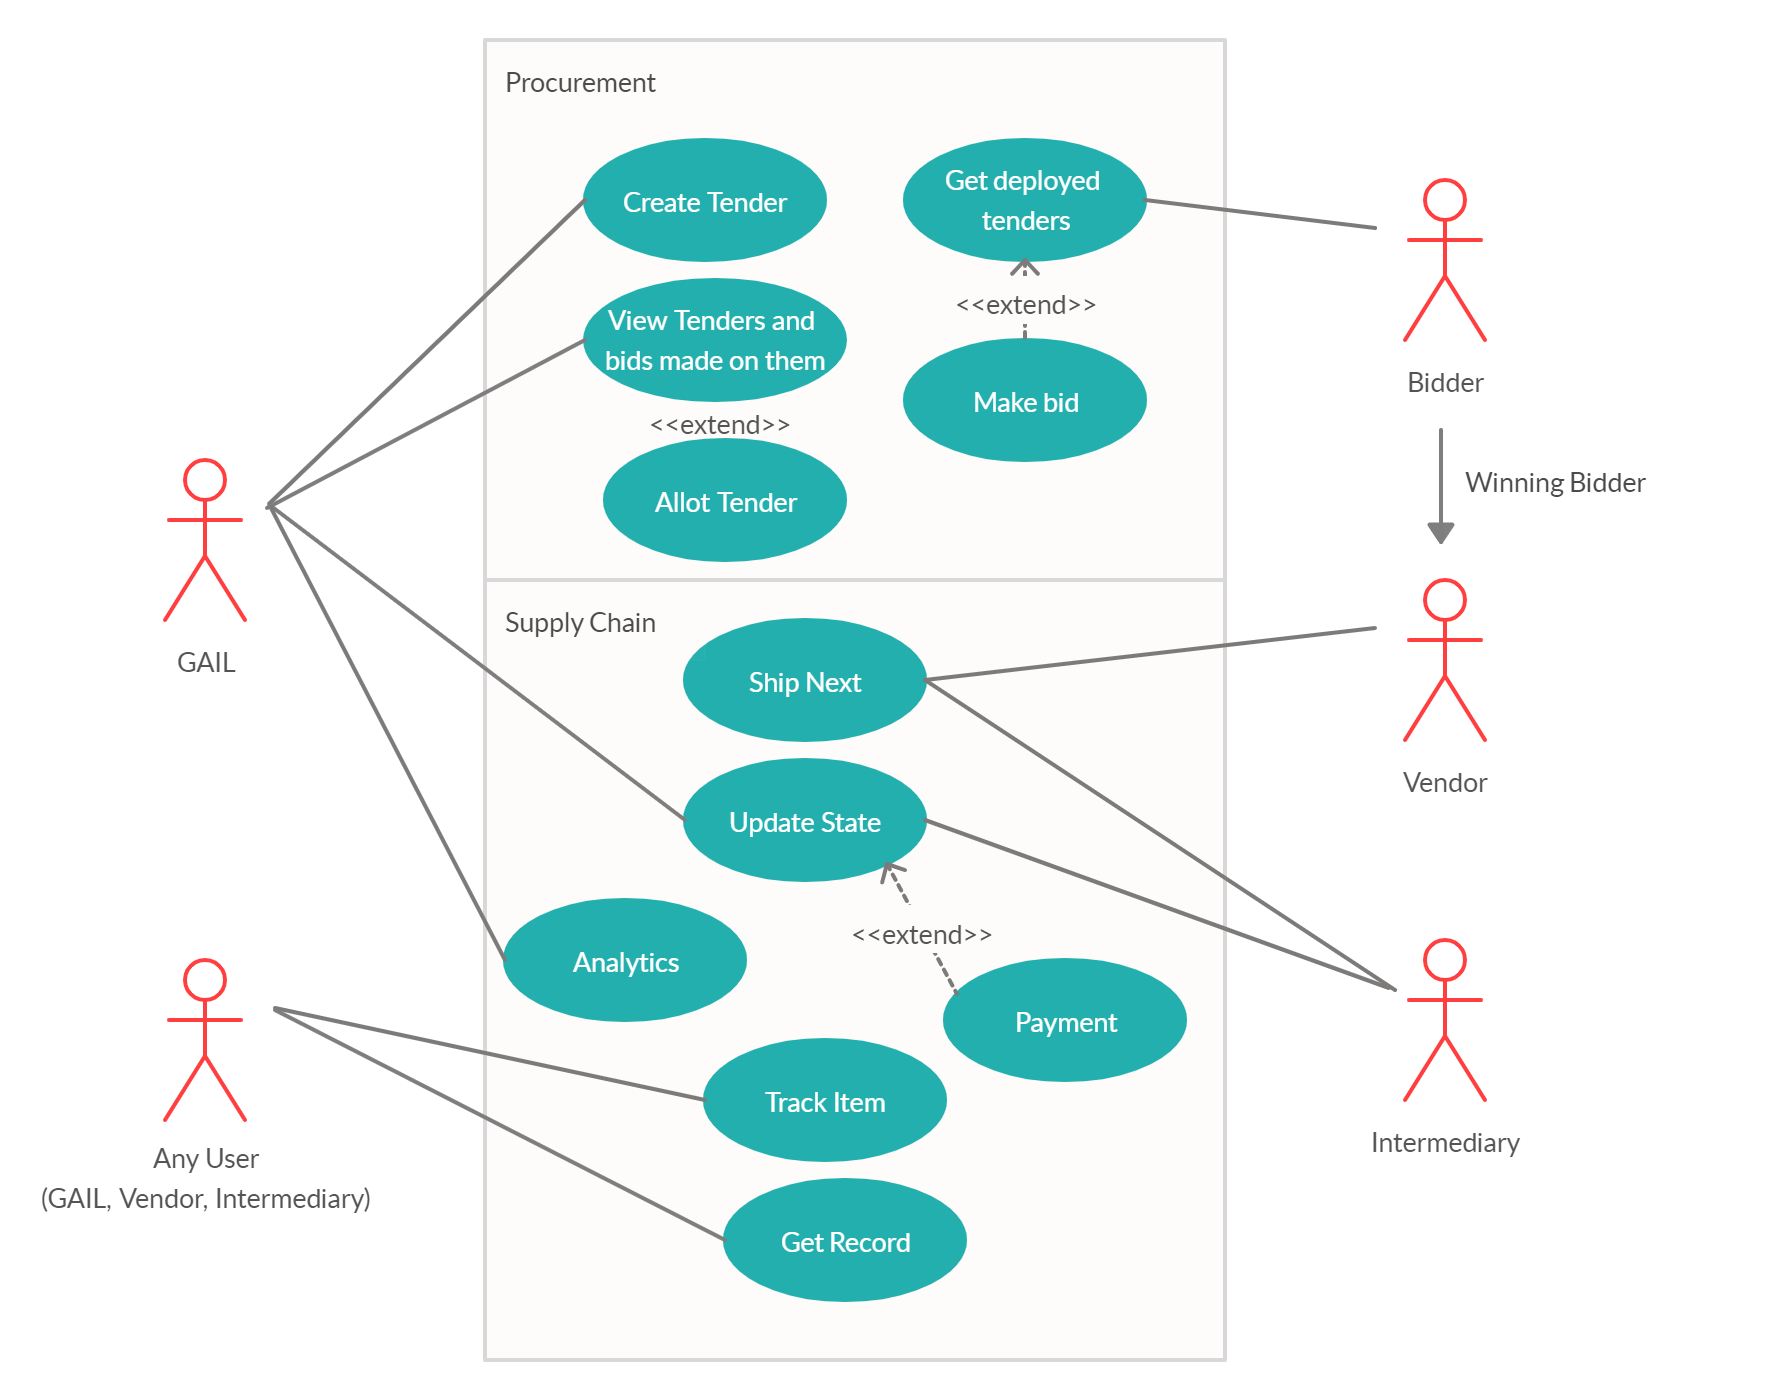 Procurement
Create Tender
Get deployed
tenders
View Tenders and
bids made on them
<<extend>>
<<extend>>
Make bid
Allot Tender
Bidder
Winning Bidder
GAIL
Supply Chain
Ship Next
Update State
Vendor
<<extend>>
Analytics
Payment
Track Item
Intermediary
Any User
(GAIL, Vendor, Intermediary)
Get Record